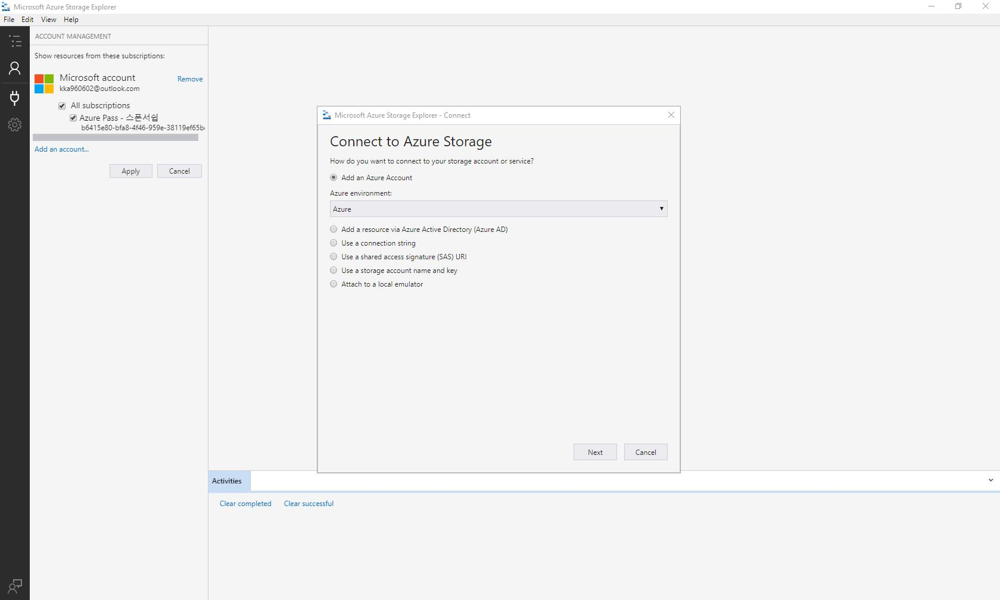 Microsoft Azure Storage Explorer
File Edit View Help
ACCOUNT MANAGEMENT
Show resources from these subscriptions:
Microsoft account
Remove
kka960602@outlook.com
All subscriptions
Azure Pass - 스폰서쉽
b6415e80-bfa8-4f46-959e-38119ef65b
Add an account...
Apply Cancel
Microsoft Azure Storage Explorer - Connect
Connect to Azure Storage
How do you want to connect to your storage account or service?
Add an Azure Account
Azure environment:
Azure
Add a resource via Azure Active Directory (Azure AD)
Use a connection string
Use a shared access signature (SAS) URI
Use a storage account name and key
Attach to a local emulator
Next Cancel
Activities
Clear completed Clear successful